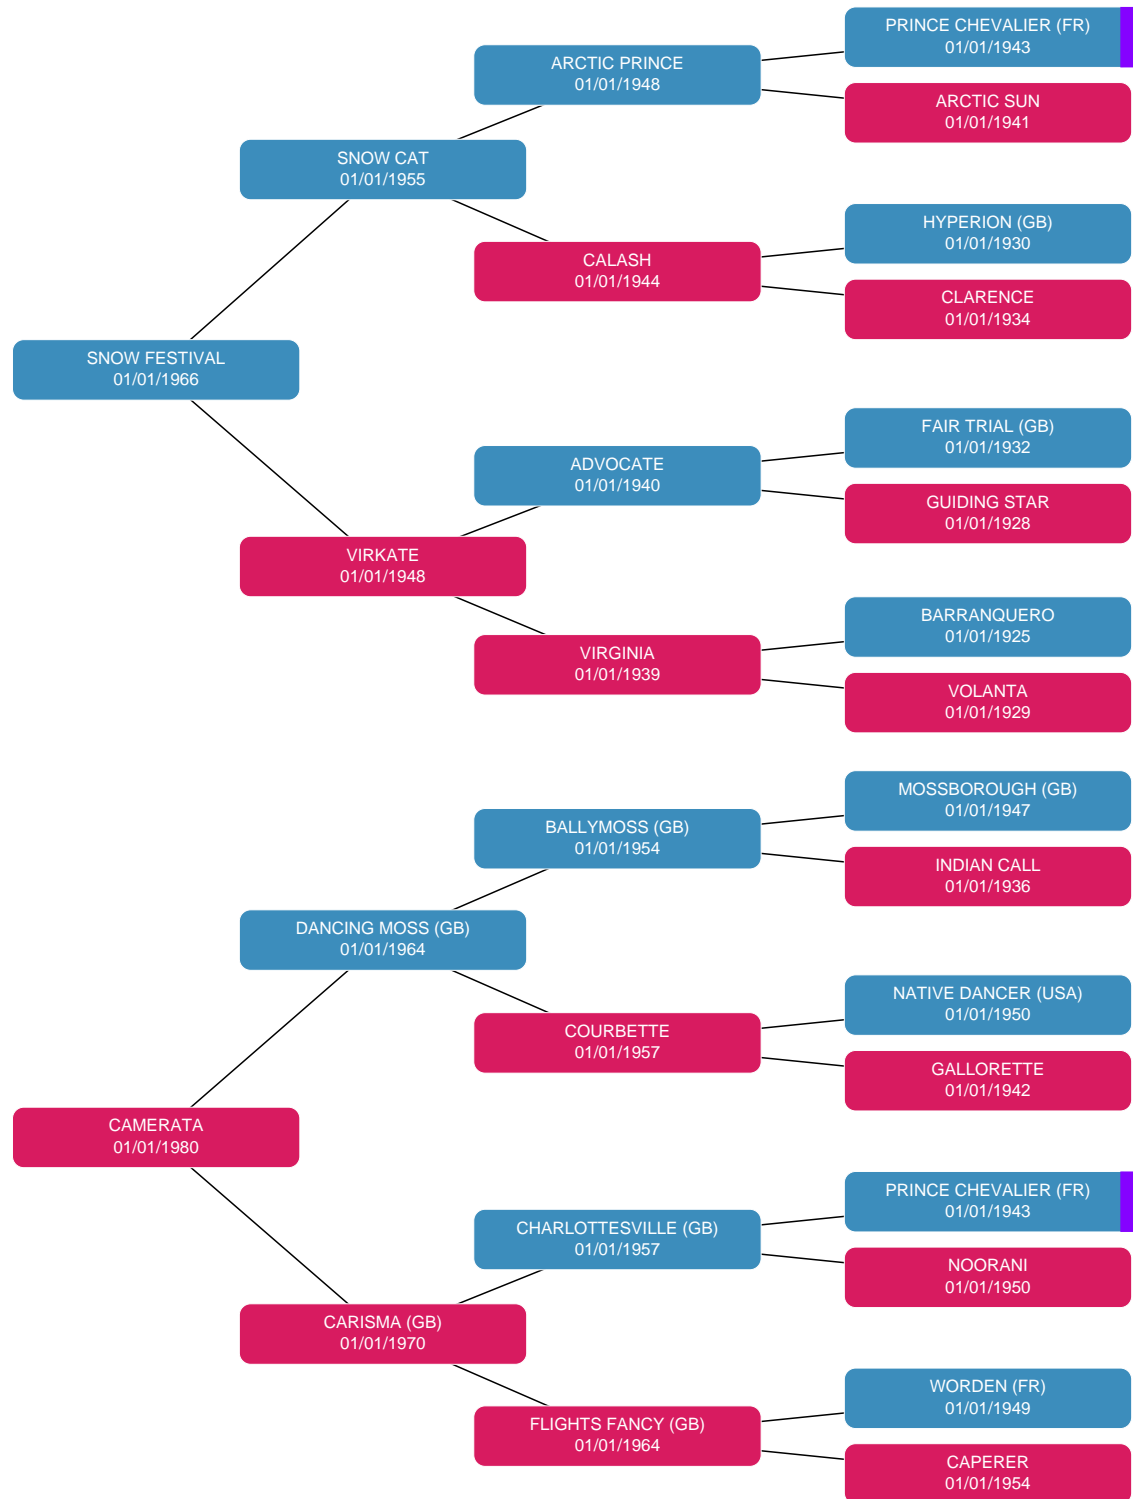 PRINCE CHEVALIER (FR)
01/01/1943
ARCTIC PRINCE
01/01/1948
ARCTIC SUN
01/01/1941
SNOW CAT
01/01/1955
HYPERION (GB)
01/01/1930
CALASH
01/01/1944
CLARENCE
01/01/1934
SNOW FESTIVAL
01/01/1966
FAIR TRIAL (GB)
01/01/1932
ADVOCATE
01/01/1940
GUIDING STAR
01/01/1928
VIRKATE
01/01/1948
BARRANQUERO
01/01/1925
VIRGINIA
01/01/1939
VOLANTA
01/01/1929
MOSSBOROUGH (GB)
01/01/1947
BALLYMOSS (GB)
01/01/1954
INDIAN CALL
01/01/1936
DANCING MOSS (GB)
01/01/1964
NATIVE DANCER (USA)
01/01/1950
COURBETTE
01/01/1957
GALLORETTE
01/01/1942
CAMERATA
01/01/1980
PRINCE CHEVALIER (FR)
01/01/1943
CHARLOTTESVILLE (GB)
01/01/1957
NOORANI
01/01/1950
CARISMA (GB)
01/01/1970
WORDEN (FR)
01/01/1949
FLIGHTS FANCY (GB)
01/01/1964
CAPERER
01/01/1954